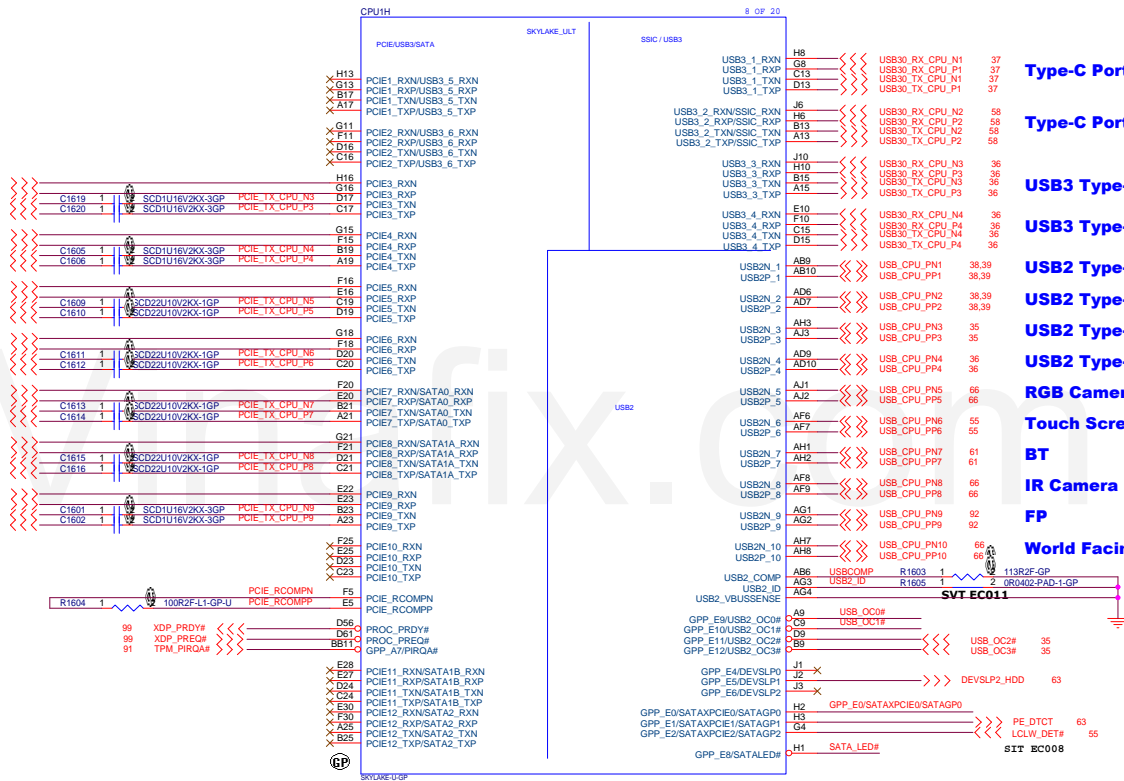 CPU1H
8 OF 20
SKYLAKE_ULT
PCIE/USB3/SATA
SSIC / USB3
H13 PCIE1_RXN/USB3_5_RXN
G13 PCIE1_RXP/USB3_5_RXP
B17 PCIE1_TXN/USB3_5_TXN
A17 PCIE1_TXP/USB3_5_TXP
G11 PCIE2_RXN/USB3_6_RXN
F11 PCIE2_RXP/USB3_6_RXP
D16 PCIE2_TXN/USB3_6_TXN
C16 PCIE2_TXP/USB3_6_TXP
H16 PCIE3_RXN
G16 PCIE3_RXP
C1619 1 2 SCD1U16V2KX-3GP PCIE_TX_CPU_N3 D17 PCIE3_TXN
C1620 1 2 SCD1U16V2KX-3GP PCIE_TX_CPU_P3 C17 PCIE3_TXP
G15 PCIE4_RXN
F15 PCIE4_RXP
C1605 1 2 SCD1U16V2KX-3GP PCIE_TX_CPU_N4 B19 PCIE4_TXN
C1606 1 2 SCD1U16V2KX-3GP PCIE_TX_CPU_P4 A19 PCIE4_TXP
F16 PCIE5_RXN
E16 PCIE5_RXP
C1609 1 2 SCD22U10V2KX-1GP PCIE_TX_CPU_N5 C19 PCIE5_TXN
C1610 1 2 SCD22U10V2KX-1GP PCIE_TX_CPU_P5 D19 PCIE5_TXP
G18 PCIE6_RXN
F18 PCIE6_RXP
C1611 1 2 SCD22U10V2KX-1GP PCIE_TX_CPU_N6 D20 PCIE6_TXN
C1612 1 2 SCD22U10V2KX-1GP PCIE_TX_CPU_P6 C20 PCIE6_TXP
F20 PCIE7_RXN/SATA0_RXN
E20 PCIE7_RXP/SATA0_RXP
C1613 1 2 SCD22U10V2KX-1GP PCIE_TX_CPU_N7 B21 PCIE7_TXN/SATA0_TXN
C1614 1 2 SCD22U10V2KX-1GP PCIE_TX_CPU_P7 A21 PCIE7_TXP/SATA0_TXP
G21 PCIE8_RXN/SATA1A_RXN
F21 PCIE8_RXP/SATA1A_RXP
C1615 1 2 SCD22U10V2KX-1GP PCIE_TX_CPU_N8 D21 PCIE8_TXN/SATA1A_TXN
C1616 1 2 SCD22U10V2KX-1GP PCIE_TX_CPU_P8 C21 PCIE8_TXP/SATA1A_TXP
E22 PCIE9_RXN
E23 PCIE9_RXP
C1601 1 2 SCD1U16V2KX-3GP PCIE_TX_CPU_N9 B23 PCIE9_TXN
C1602 1 2 SCD1U16V2KX-3GP PCIE_TX_CPU_P9 A23 PCIE9_TXP
F25 PCIE10_RXN
E25 PCIE10_RXP
D23 PCIE10_TXN
C23 PCIE10_TXP
PCIE_RCOMPN F5 PCIE_RCOMPN
R1604 1 2 100R2F-L1-GP-U PCIE_RCOMPP E5 PCIE_RCOMPP
99 XDP_PRDY# D56 PROC_PRDY#
99 XDP_PREQ# D61 PROC_PREQ#
91 TPM_PIRQA# BB11 GPP_A7/PIRQA#
E28 PCIE11_RXN/SATA1B_RXN
E27 PCIE11_RXP/SATA1B_RXP
D24 PCIE11_TXN/SATA1B_TXN
C24 PCIE11_TXP/SATA1B_TXP
E30 PCIE12_RXN/SATA2_RXN
F30 PCIE12_RXP/SATA2_RXP
A25 PCIE12_TXN/SATA2_TXN
B25 PCIE12_TXP/SATA2_TXP
GP
SKYLAKE-U-GP
USB3_1_RXN H8 USB30_RX_CPU_N1 37
USB3_1_RXP G8 USB30_RX_CPU_P1 37
USB3_1_TXN C13 USB30_TX_CPU_N1 37
USB3_1_TXP D13 USB30_TX_CPU_P1 37
Type-C Por
USB3_2_RXN/SSIC_RXN J6 USB30_RX_CPU_N2 58
USB3_2_RXP/SSIC_RXP H6 USB30_RX_CPU_P2 58
USB3_2_TXN/SSIC_TXN B13 USB30_TX_CPU_N2 58
USB3_2_TXP/SSIC_TXP A13 USB30_TX_CPU_P2 58
Type-C Por
USB3_3_RXN J10 USB30_RX_CPU_N3 36
USB3_3_RXP H10 USB30_RX_CPU_P3 36
USB3_3_TXN B15 USB30_TX_CPU_N3 36
USB3_3_TXP A15 USB30_TX_CPU_P3 36
USB3 Type-
USB3_4_RXN E10 USB30_RX_CPU_N4 36
USB3_4_RXP F10 USB30_RX_CPU_P4 36
USB3_4_TXN C15 USB30_TX_CPU_N4 36
USB3_4_TXP D15 USB30_TX_CPU_P4 36
USB3 Type-
USB2
USB2N_1 AB9 USB_CPU_PN1 38,39
USB2P_1 AB10 USB_CPU_PP1 38,39
USB2 Type-
USB2N_2 AD6 USB_CPU_PN2 38,39
USB2P_2 AD7 USB_CPU_PP2 38,39
USB2 Type-
USB2N_3 AH3 USB_CPU_PN3 35
USB2P_3 AJ3 USB_CPU_PP3 35
USB2 Type-
USB2N_4 AD9 USB_CPU_PN4 36
USB2P_4 AD10 USB_CPU_PP4 36
USB2 Type-
USB2N_5 AJ1 USB_CPU_PN5 66
USB2P_5 AJ2 USB_CPU_PP5 66
RGB Camer
USB2N_6 AF6 USB_CPU_PN6 55
USB2P_6 AF7 USB_CPU_PP6 55
Touch Scre
USB2N_7 AH1 USB_CPU_PN7 61
USB2P_7 AH2 USB_CPU_PP7 61
BT
USB2N_8 AF8 USB_CPU_PN8 66
USB2P_8 AF9 USB_CPU_PP8 66
IR Camera
USB2N_9 AG1 USB_CPU_PN9 92
USB2P_9 AG2 USB_CPU_PP9 92
FP
USB2N_10 AH7 USB_CPU_PN10 66
USB2P_10 AH8 USB_CPU_PP10 66
World Facin
USB2_COMP AB6 USBCOMP R1603 1 2 113R2F-GP
USB2_ID AG3 USB2_ID R1605 1 2 0R0402-PAD-1-GP
USB2_VBUSSENSE AG4
SVT EC011
GPP_E9/USB2_OC0# A9 USB_OC0#
GPP_E10/USB2_OC1# C9 USB_OC1#
GPP_E11/USB2_OC2# D9 USB_OC2# 35
GPP_E12/USB2_OC3# B9 USB_OC3# 35
GPP_E4/DEVSLP0 J1
GPP_E5/DEVSLP1 J2 DEVSLP2_HDD 63
GPP_E6/DEVSLP2 J3
GPP_E0/SATAXPCIE0/SATAGP0 H2 GPP_E0/SATAXPCIE0/SATAGP0
GPP_E1/SATAXPCIE1/SATAGP1 H3 PE_DTCT 63
GPP_E2/SATAXPCIE2/SATAGP2 G4 LCLW_DET# 55
SIT EC008
GPP_E8/SATALED# H1 SATA_LED#
Vinafix.com